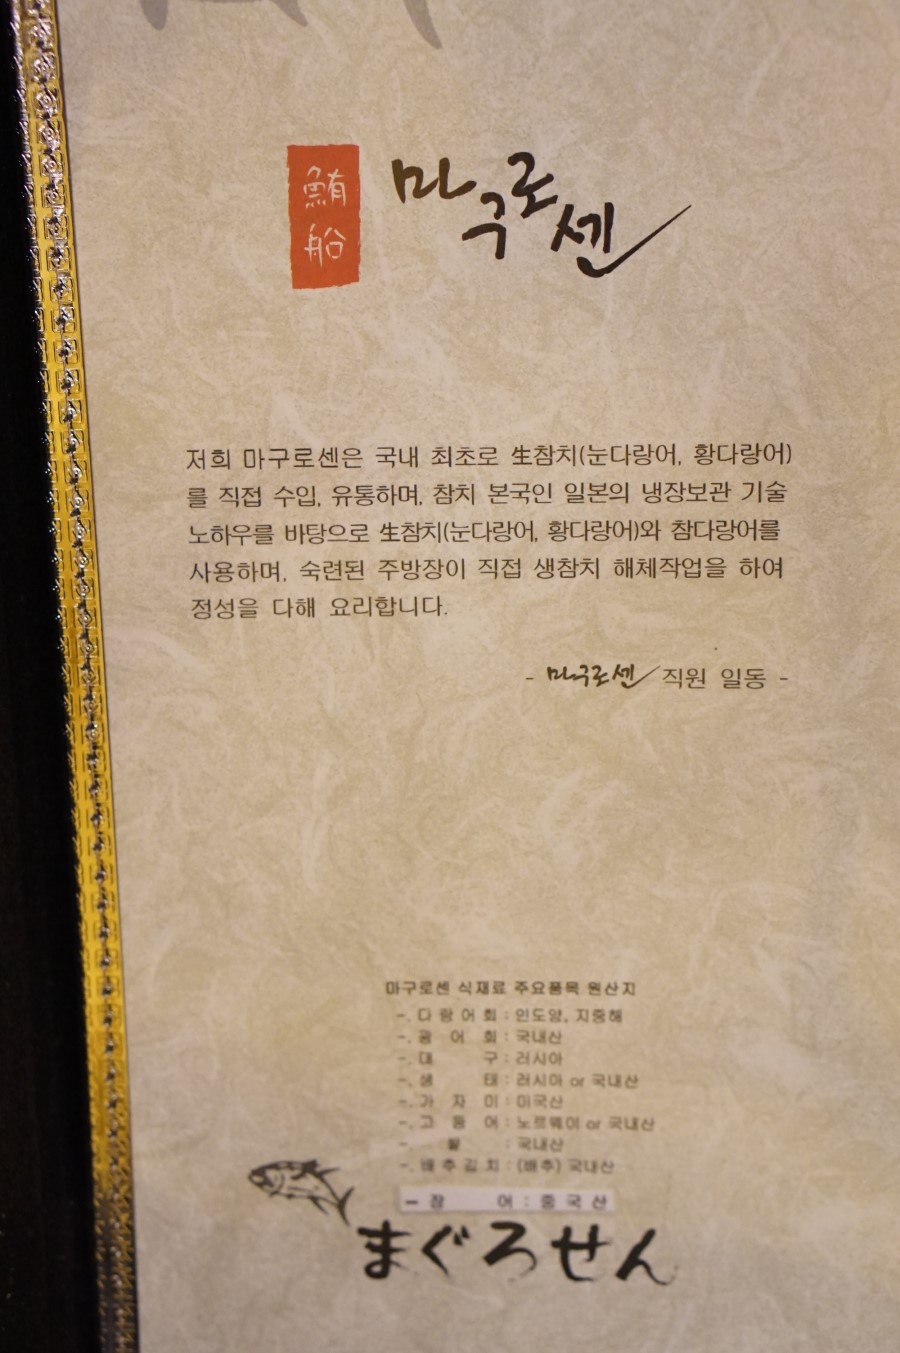 鮪船
마구로센
저희 마구로센은 국내 최초로 生참치(눈다랑어, 황다랑어)
를 직접 수입, 유통하며, 참치 본국인 일본의 냉장보관 기술
노하우를 바탕으로 生참치(눈다랑어, 황다랑어)와 참다랑어를
사용하며, 숙련된 주방장이 직접 생참치 해체작업을 하여
정성을 다해 요리합니다.
- 마구로센 직원 일동 -
마구로센 식재료 주요품목 원산지
-. 다 랑 어 회 : 인도양, 지중해
-. 광 어 회 : 국내산
-. 대 구 : 러시아
-. 생 태 : 러시아 or 국내산
-. 가 자 미 : 미국산
-. 고 등 어 : 노르웨이 or 국내산
-. 쌀 : 국내산
-. 배 추 김 치 : (배추) 국내산
- 장 어 : 중 국 산
まぐろせん